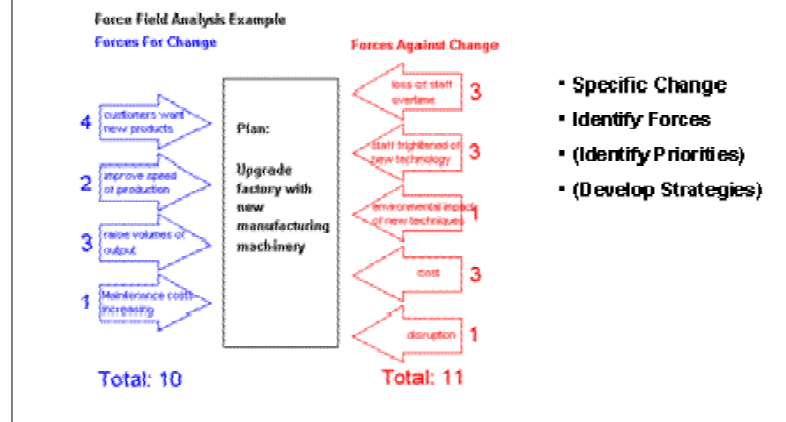 Force Field Analysis Example
Forces For Change
Forces Against Change
4
customers want
new products
2
improve speed
of production
3
raise volumes of
output
1
Maintenance costs
increasing
Total: 10
Plan:
Upgrade
factory with
new
manufacturing
machinery
loss of staff
overtime
3
Staff frightened of
new technology
3
environmental impact
of new techniques
1
cost
3
disruption
1
Total: 11
▪ Specific Change
▪ Identify Forces
▪ (Identify Priorities)
▪ (Develop Strategies)